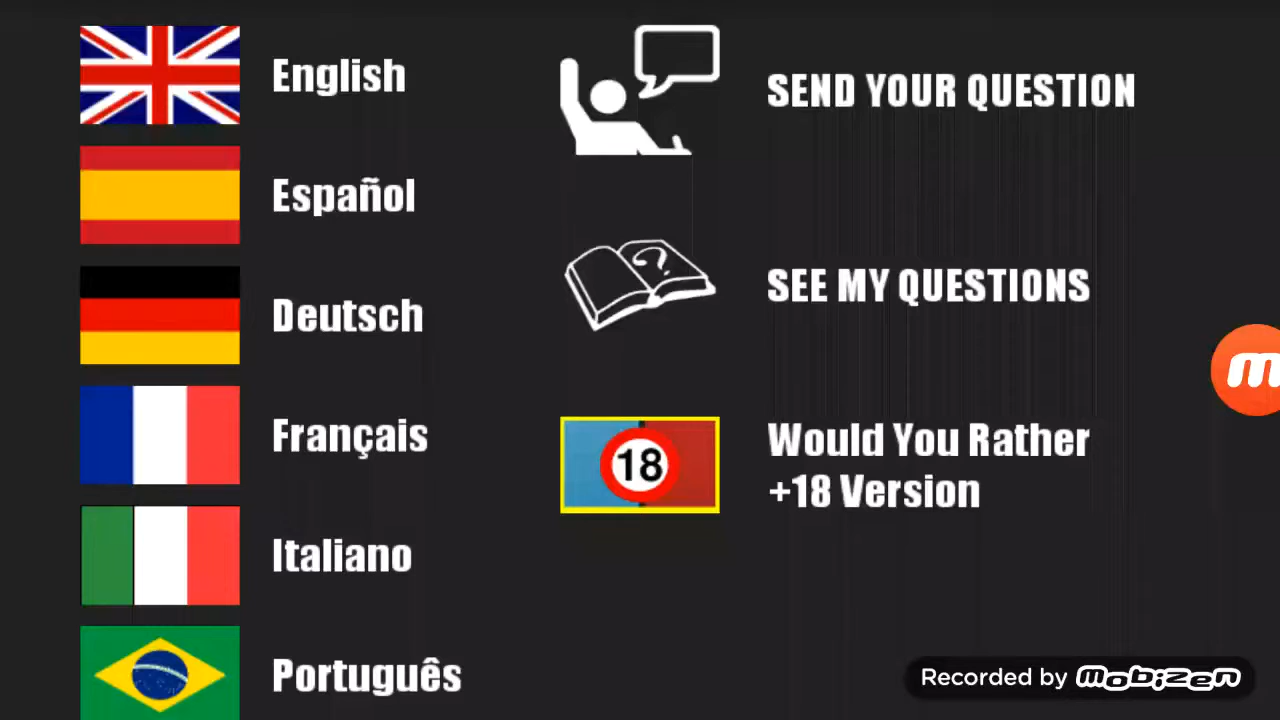 English
Español
Deutsch
Français
Italiano
Português
SEND YOUR QUESTION
?
SEE MY QUESTIONS
18
Would You Rather
+18 Version
m
Recorded by mobizen